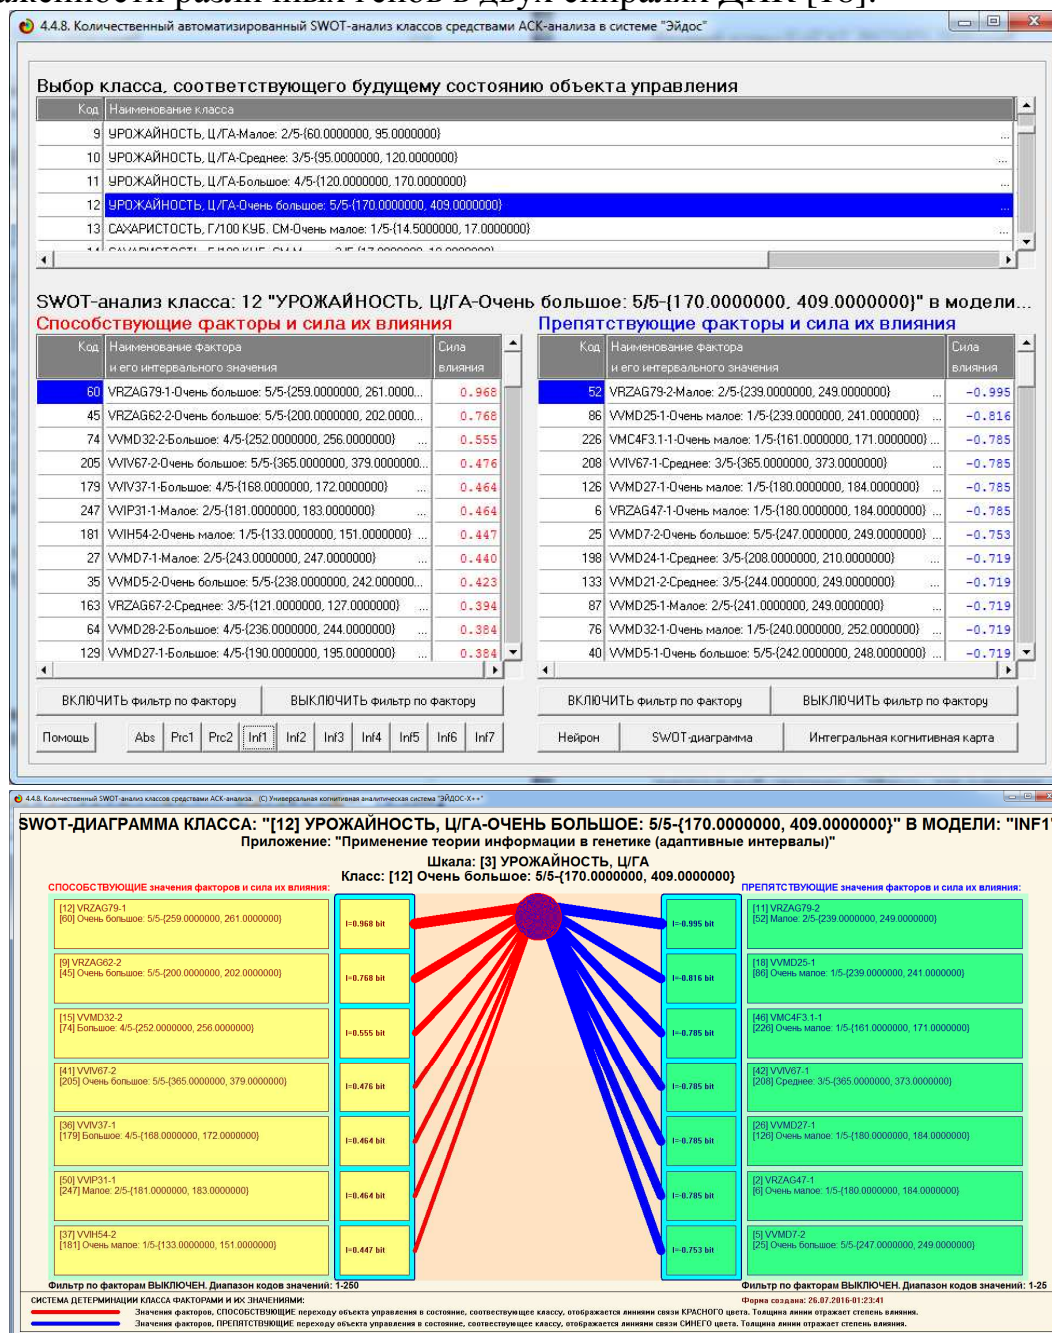 женности различных генов в двух спиралях ДНК [18].
4.4.8. Количественный автоматизированный SWOT-анализ классов средствами АСК-анализа в системе "Эйдос"
Выбор класса, соответствующего будущему состоянию объекта управления
Код Наименование класса
9 УРОЖАЙНОСТЬ, Ц/ГА-Малое: 2/5-{60.0000000, 95.0000000} ...
10 УРОЖАЙНОСТЬ, Ц/ГА-Среднее: 3/5-{95.0000000, 120.0000000} ...
11 УРОЖАЙНОСТЬ, Ц/ГА-Большое: 4/5-{120.0000000, 170.0000000} ...
12 УРОЖАЙНОСТЬ, Ц/ГА-Очень большое: 5/5-{170.0000000, 409.0000000} ...
13 САХАРИСТОСТЬ, Г/100 КУБ. СМ-Очень малое: 1/5-{14.5000000, 17.0000000} ...
SWOT-анализ класса: 12 "УРОЖАЙНОСТЬ, Ц/ГА-Очень большое: 5/5-{170.0000000, 409.0000000}" в модели...
Способствующие факторы и сила их влияния
Код Наименование фактора и его интервального значения Сила влияния
60 VRZAG79-1-Очень большое: 5/5-{259.0000000, 261.0000... 0.968
45 VRZAG62-2-Очень большое: 5/5-{200.0000000, 202.0000... 0.768
74 VVMD32-2-Большое: 4/5-{252.0000000, 256.0000000} ... 0.555
205 VVIV67-2-Очень большое: 5/5-{365.0000000, 379.0000000... 0.476
179 VVIV37-1-Большое: 4/5-{168.0000000, 172.0000000} ... 0.464
247 VVIP31-1-Малое: 2/5-{181.0000000, 183.0000000} ... 0.464
181 VVIH54-2-Очень малое: 1/5-{133.0000000, 151.0000000} ... 0.447
27 VVMD7-1-Малое: 2/5-{243.0000000, 247.0000000} ... 0.440
35 VVMD5-2-Очень большое: 5/5-{238.0000000, 242.000000... 0.423
163 VRZAG67-2-Среднее: 3/5-{121.0000000, 127.0000000} ... 0.394
64 VVMD28-2-Большое: 4/5-{236.0000000, 244.0000000} ... 0.384
129 VVMD27-1-Большое: 4/5-{190.0000000, 195.0000000} ... 0.384
ВКЛЮЧИТЬ фильтр по фактору ВЫКЛЮЧИТЬ фильтр по фактору
Препятствующие факторы и сила их влияния
Код Наименование фактора и его интервального значения Сила влияния
52 VRZAG79-2-Малое: 2/5-{239.0000000, 249.0000000} ... -0.995
86 VVMD25-1-Очень малое: 1/5-{239.0000000, 241.0000000} ... -0.816
226 VMC4F3.1-1-Очень малое: 1/5-{161.0000000, 171.0000000} ... -0.785
208 VVIV67-1-Среднее: 3/5-{365.0000000, 373.0000000} ... -0.785
126 VVMD27-1-Очень малое: 1/5-{180.0000000, 184.0000000} ... -0.785
6 VRZAG47-1-Очень малое: 1/5-{180.0000000, 184.0000000} ... -0.785
25 VVMD7-2-Очень большое: 5/5-{247.0000000, 249.0000000} ... -0.753
198 VVMD24-1-Среднее: 3/5-{208.0000000, 210.0000000} ... -0.719
133 VVMD21-2-Среднее: 3/5-{244.0000000, 249.0000000} ... -0.719
87 VVMD25-1-Малое: 2/5-{241.0000000, 249.0000000} ... -0.719
76 VVMD32-1-Очень малое: 1/5-{240.0000000, 252.0000000} ... -0.719
40 VVMD5-1-Очень большое: 5/5-{242.0000000, 248.0000000} ... -0.719
ВКЛЮЧИТЬ фильтр по фактору ВЫКЛЮЧИТЬ фильтр по фактору
Помощь Abs Prc1 Prc2 Inf1 Inf2 Inf3 Inf4 Inf5 Inf6 Inf7 Нейрон SWOT-диаграмма Интегральная когнитивная карта
4.4.8. Количественный SWOT-анализ классов средствами АСК-анализа. (C) Универсальная когнитивная аналитическая система "ЭЙДОС-X++"
SWOT-ДИАГРАММА КЛАССА: "[12] УРОЖАЙНОСТЬ, Ц/ГА-ОЧЕНЬ БОЛЬШОЕ: 5/5-{170.0000000, 409.0000000}" В МОДЕЛИ: "INF1"
Приложение: "Применение теории информации в генетике (адаптивные интервалы)"
Шкала: [3] УРОЖАЙНОСТЬ, Ц/ГА
Класс: [12] Очень большое: 5/5-{170.0000000, 409.0000000}
СПОСОБСТВУЮЩИЕ значения факторов и сила их влияния:
[12] VRZAG79-1
[60] Очень большое: 5/5-{259.0000000, 261.0000000}
I=0.968 bit
[9] VRZAG62-2
[45] Очень большое: 5/5-{200.0000000, 202.0000000}
I=0.768 bit
[15] VVMD32-2
[74] Большое: 4/5-{252.0000000, 256.0000000}
I=0.555 bit
[41] VVIV67-2
[205] Очень большое: 5/5-{365.0000000, 379.0000000}
I=0.476 bit
[36] VVIV37-1
[179] Большое: 4/5-{168.0000000, 172.0000000}
I=0.464 bit
[50] VVIP31-1
[247] Малое: 2/5-{181.0000000, 183.0000000}
I=0.464 bit
[37] VVIH54-2
[181] Очень малое: 1/5-{133.0000000, 151.0000000}
I=0.447 bit
ПРЕПЯТСТВУЮЩИЕ значения факторов и сила их влияния:
I=-0.995 bit
[11] VRZAG79-2
[52] Малое: 2/5-{239.0000000, 249.0000000}
I=-0.816 bit
[18] VVMD25-1
[86] Очень малое: 1/5-{239.0000000, 241.0000000}
I=-0.785 bit
[46] VMC4F3.1-1
[226] Очень малое: 1/5-{161.0000000, 171.0000000}
I=-0.785 bit
[42] VVIV67-1
[208] Среднее: 3/5-{365.0000000, 373.0000000}
I=-0.785 bit
[26] VVMD27-1
[126] Очень малое: 1/5-{180.0000000, 184.0000000}
I=-0.785 bit
[2] VRZAG47-1
[6] Очень малое: 1/5-{180.0000000, 184.0000000}
I=-0.753 bit
[5] VVMD7-2
[25] Очень большое: 5/5-{247.0000000, 249.0000000}
Фильтр по факторам ВЫКЛЮЧЕН. Диапазон кодов значений: 1-250
Фильтр по факторам ВЫКЛЮЧЕН. Диапазон кодов значений: 1-25
СИСТЕМА ДЕТЕРМИНАЦИИ КЛАССА ФАКТОРАМИ И ИХ ЗНАЧЕНИЯМИ:
Форма создана: 26.07.2016-01:23:41
Значения факторов, СПОСОБСТВУЮЩИЕ переходу объекта управления в состояние, соотвествующее классу, отображается линиями связи КРАСНОГО цвета. Толщина линии отражает степень влияния.
Значения факторов, ПРЕПЯТСТВУЮЩИЕ переходу объекта управления в состояние, соотвествующее классу, отображается линиями связи СИНЕГО цвета. Толщина линии отражает степень влияния.